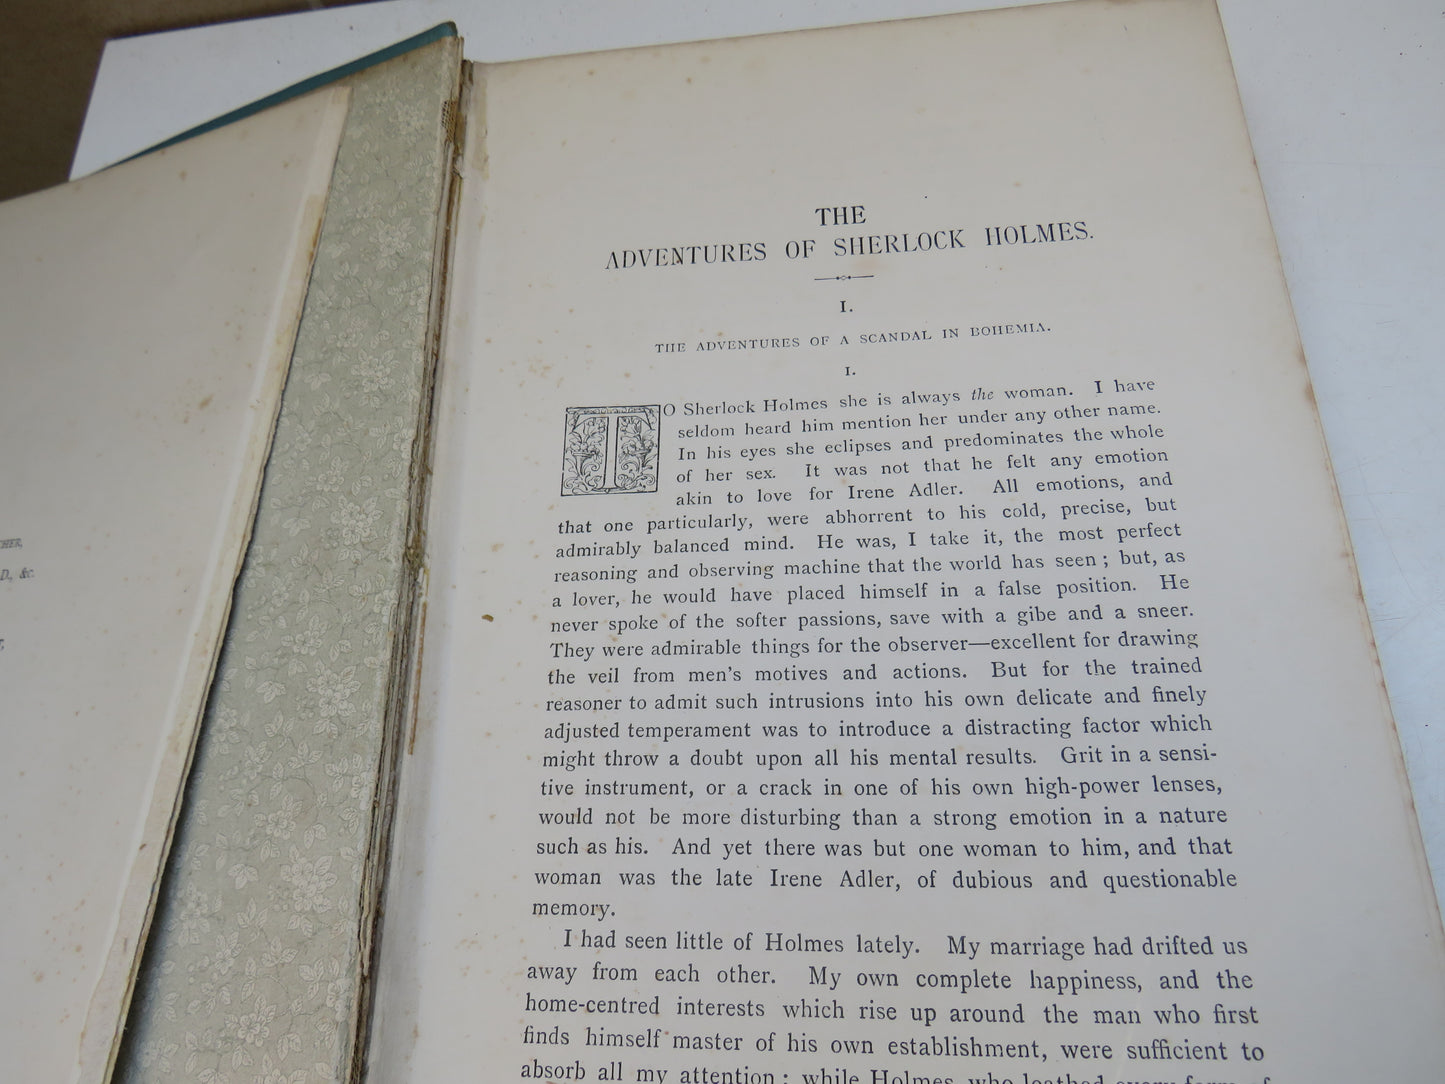 THE
ADVENTURES OF SHERLOCK HOLMES.
I.
THE ADVENTURES OF A SCANDAL IN BOHEMIA.
I.
TO Sherlock Holmes she is always the woman. I have
seldom heard him mention her under any other name.
In his eyes she eclipses and predominates the whole
of her sex. It was not that he felt any emotion
akin to love for Irene Adler. All emotions, and
that one particularly, were abhorrent to his cold, precise, but
admirably balanced mind. He was, I take it, the most perfect
reasoning and observing machine that the world has seen; but, as
a lover, he would have placed himself in a false position. He
never spoke of the softer passions, save with a gibe and a sneer.
They were admirable things for the observer—excellent for drawing
the veil from men's motives and actions. But for the trained
reasoner to admit such intrusions into his own delicate and finely
adjusted temperament was to introduce a distracting factor which
might throw a doubt upon all his mental results. Grit in a sensi-
tive instrument, or a crack in one of his own high-power lenses,
would not be more disturbing than a strong emotion in a nature
such as his. And yet there was but one woman to him, and that
woman was the late Irene Adler, of dubious and questionable
memory.
I had seen little of Holmes lately. My marriage had drifted us
away from each other. My own complete happiness, and the
home-centred interests which rise up around the man who first
finds himself master of his own establishment, were sufficient to
absorb all my attention; while Holmes, who loathed every form of
D., &c.